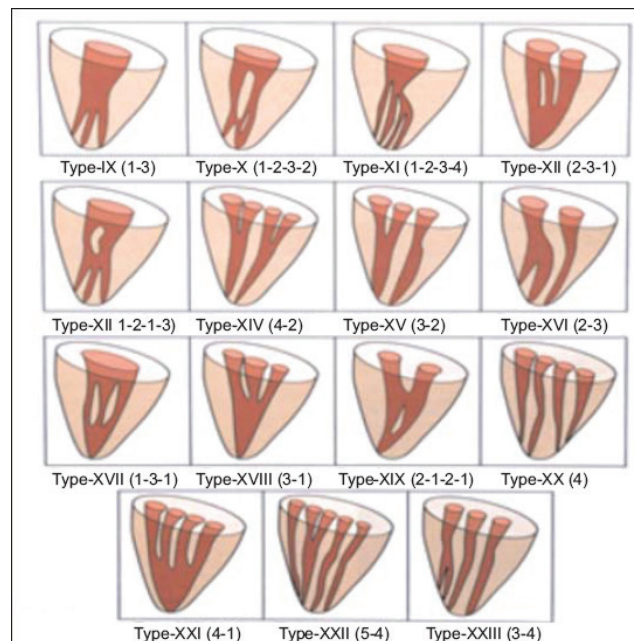 Type-IX (1-3) Type-X (1-2-3-2) Type-XI (1-2-3-4) Type-XII (2-3-1)
Type-XII 1-2-1-3) Type-XIV (4-2) Type-XV (3-2) Type-XVI (2-3)
Type-XVII (1-3-1) Type-XVIII (3-1) Type-XIX (2-1-2-1) Type-XX (4)
Type-XXI (4-1) Type-XXII (5-4) Type-XXIII (3-4)